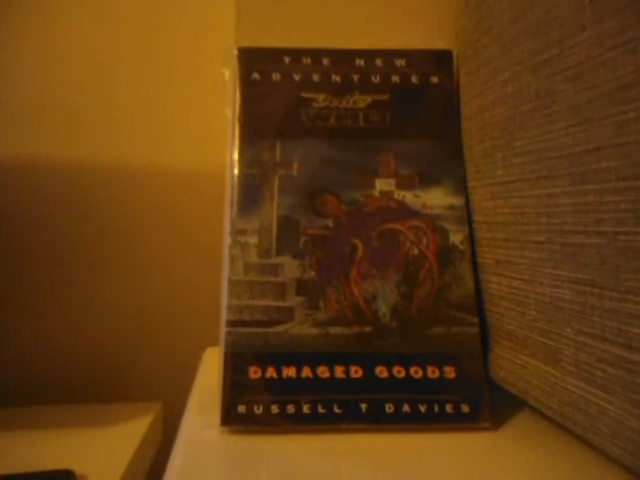 THE NEW
ADVENTURES
Doctor
WHO
DAMAGED GOODS
RUSSELL T DAVIES